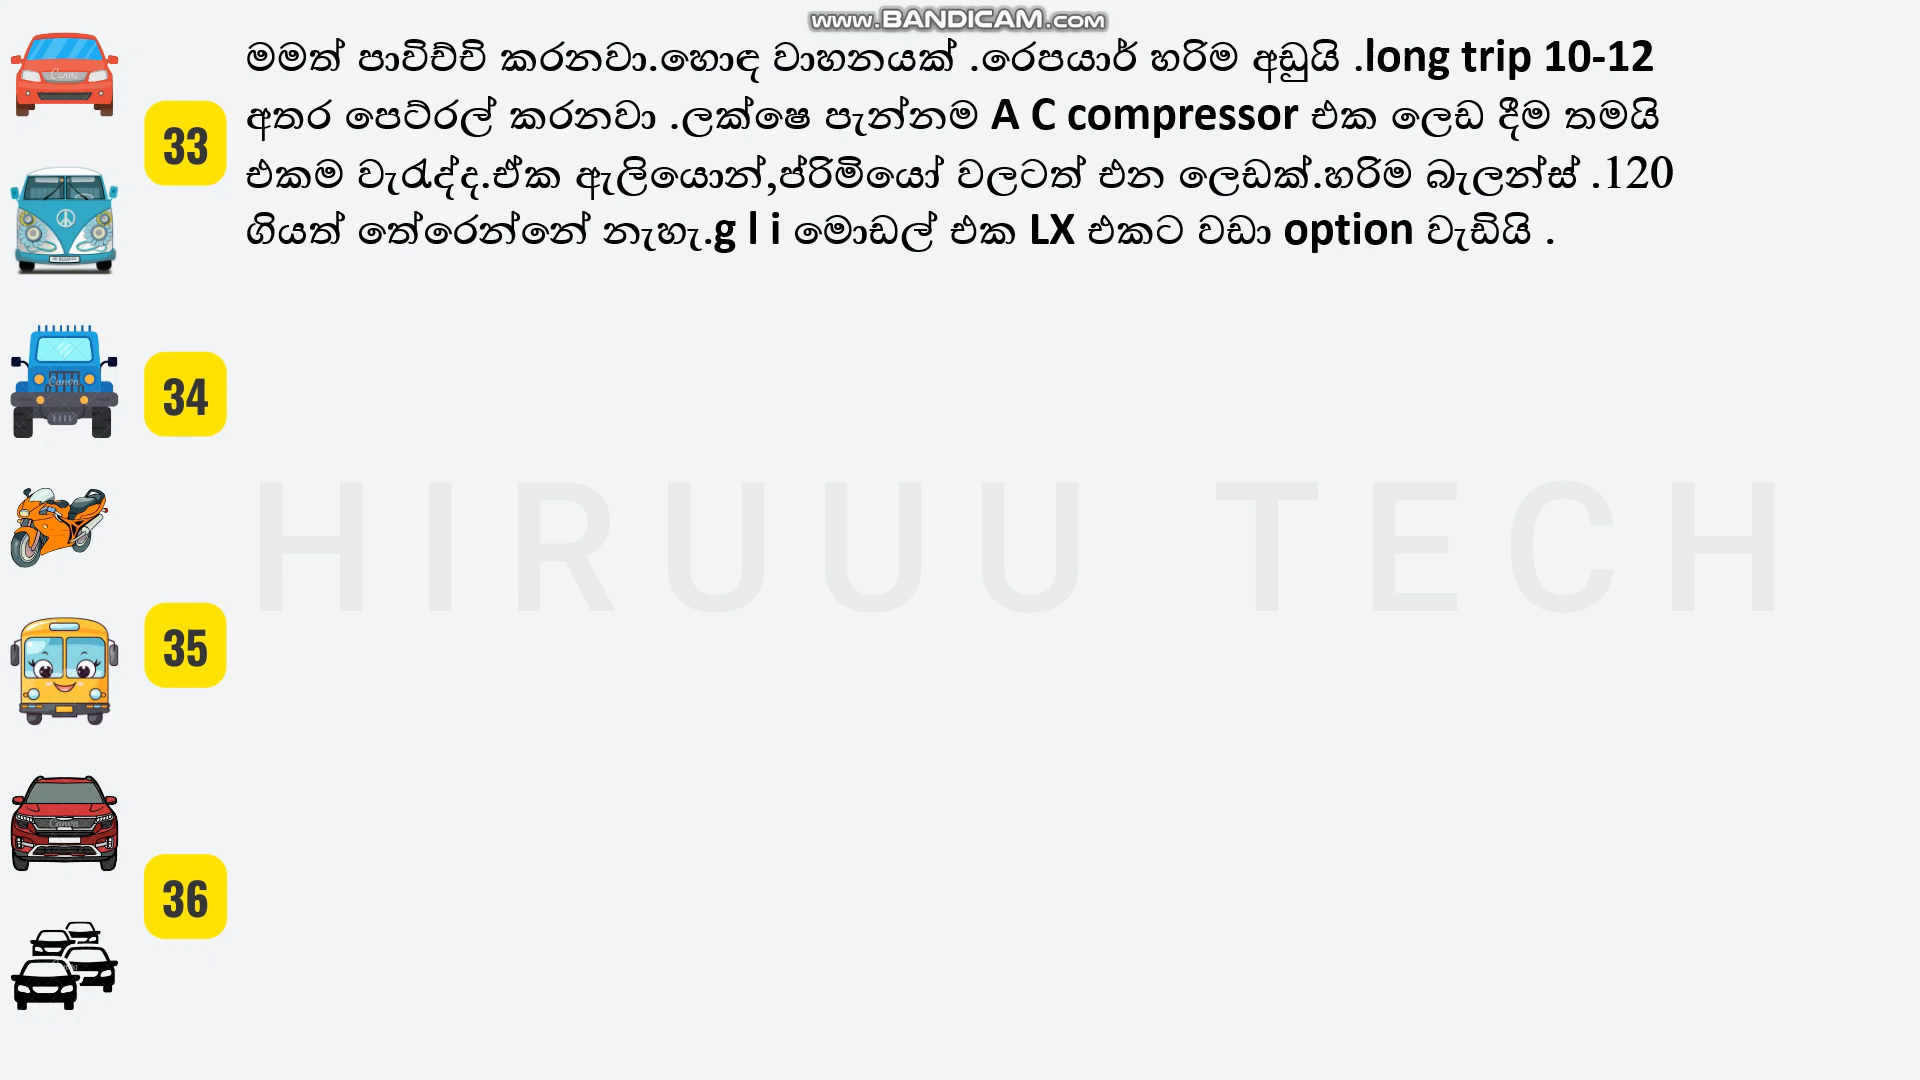 www.BANDICAM.com
මමත් පාවිච්චි කරනවා.හොඳ වාහනයක් .රෙපයාර් හරිම අඩුයි .long trip 10-12
33
අතර පෙට්රල් කරනවා .ලක්ෂෙ පැන්නම A C compressor එක ලෙඩ දීම තමයි
එකම වැරැද්ද.ඒක ඇලියොන්,ප්රිමියෝ වලටත් එන ලෙඩක්.හරිම බැලන්ස් .120
ගියත් තේරෙන්නේ නැහැ.g l i මොඩල් එක LX එකට වඩා option වැඩියි .
34
HIRUUU TECH
35
36